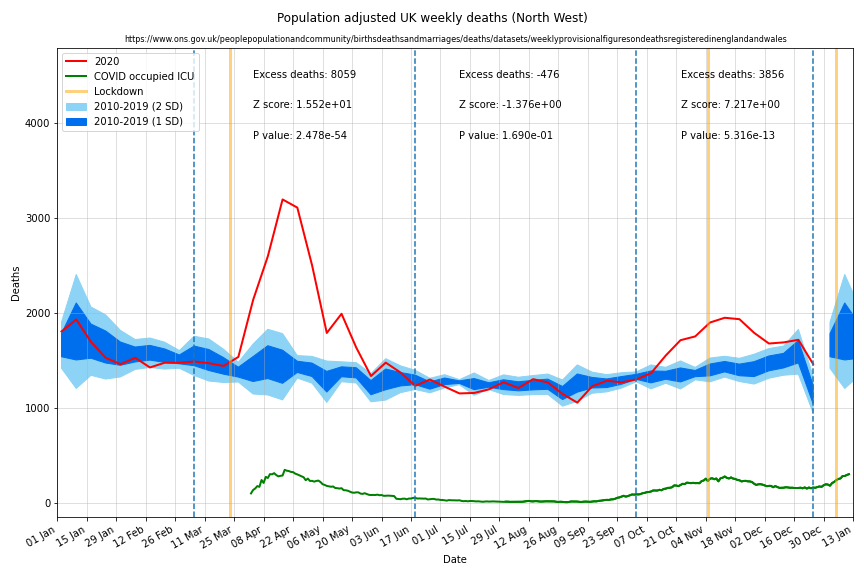 Population adjusted UK weekly deaths (North West)
https://www.ons.gov.uk/peoplepopulationandcommunity/birthsdeathsandmarriages/deaths/datasets/weeklyprovisionalfiguresondeathsregisteredinenglandandwales
2020
COVID occupied ICU
Lockdown
2010-2019 (2 SD)
2010-2019 (1 SD)
Excess deaths: 8059
Z score: 1.552e+01
P value: 2.478e-54
Excess deaths: -476
Z score: -1.376e+00
P value: 1.690e-01
Excess deaths: 3856
Z score: 7.217e+00
P value: 5.316e-13
Deaths
4000
3000
2000
1000
0
01 Jan
15 Jan
29 Jan
12 Feb
26 Feb
11 Mar
25 Mar
08 Apr
22 Apr
06 May
20 May
03 Jun
17 Jun
01 Jul
15 Jul
29 Jul
12 Aug
26 Aug
09 Sep
23 Sep
07 Oct
21 Oct
04 Nov
18 Nov
02 Dec
16 Dec
30 Dec
13 Jan
Date